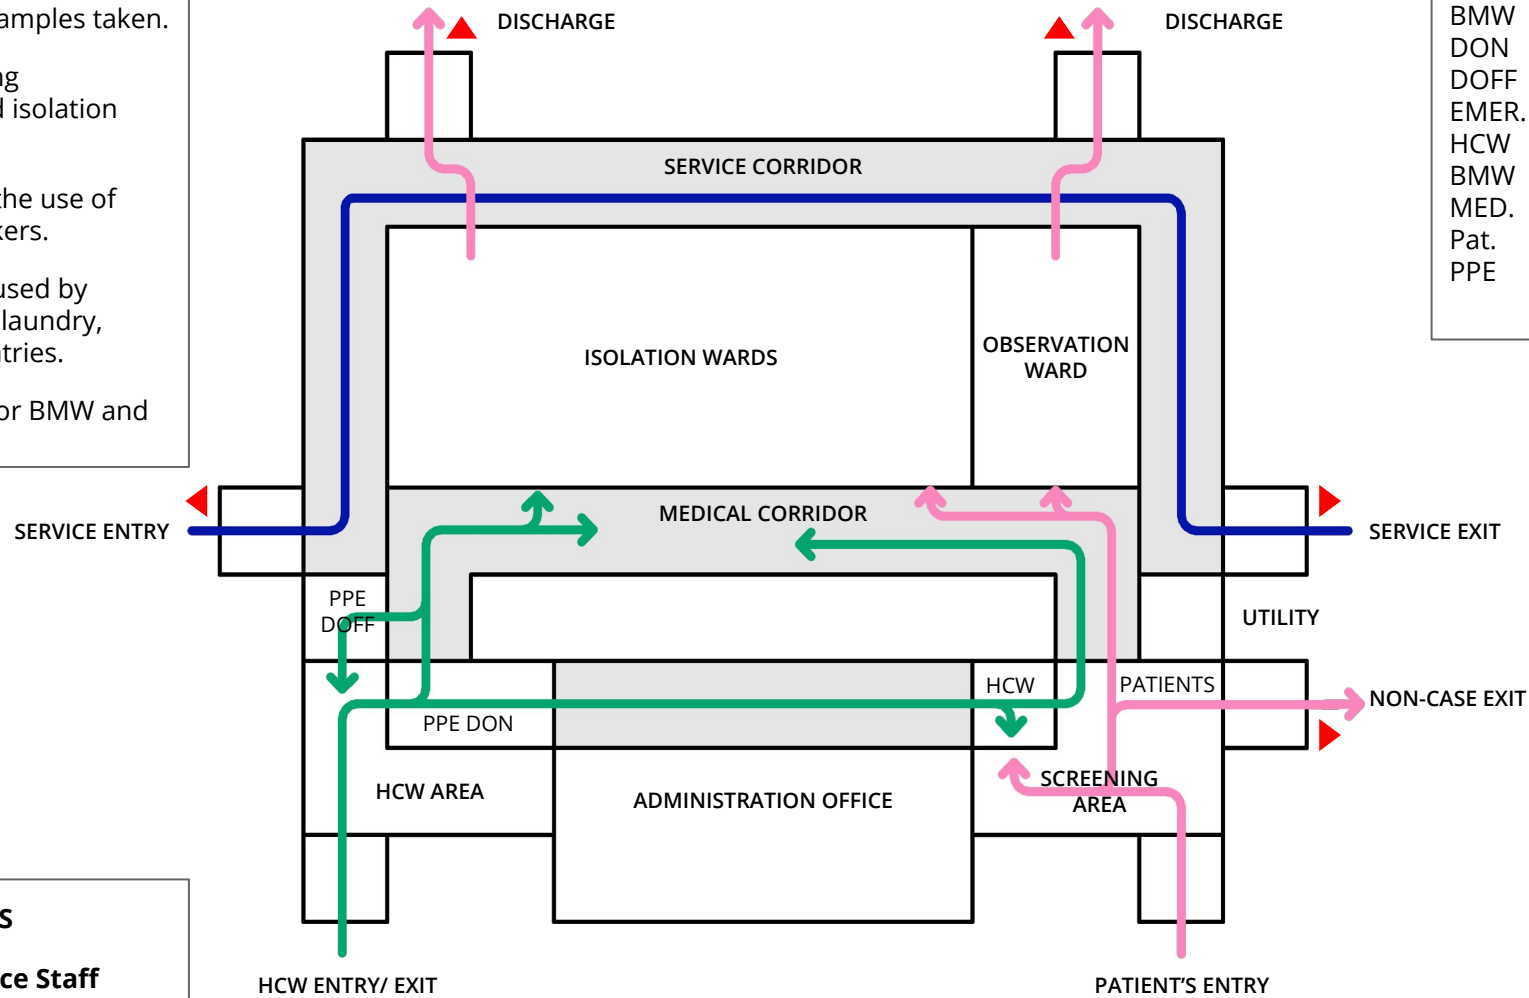 amples taken.
ng
d isolation
the use of
kers.
used by
laundry,
ntries.
or BMW and
DISCHARGE
DISCHARGE
BMW
DON
DOFF
EMER.
HCW
BMW
MED.
Pat.
PPE
SERVICE CORRIDOR
ISOLATION WARDS
OBSERVATION
WARD
MEDICAL CORRIDOR
SERVICE ENTRY
SERVICE EXIT
PPE
DOFF
UTILITY
HCW
PATIENTS
NON-CASE EXIT
PPE DON
HCW AREA
ADMINISTRATION OFFICE
SCREENING
AREA
S
ce Staff
HCW ENTRY/ EXIT
PATIENT'S ENTRY